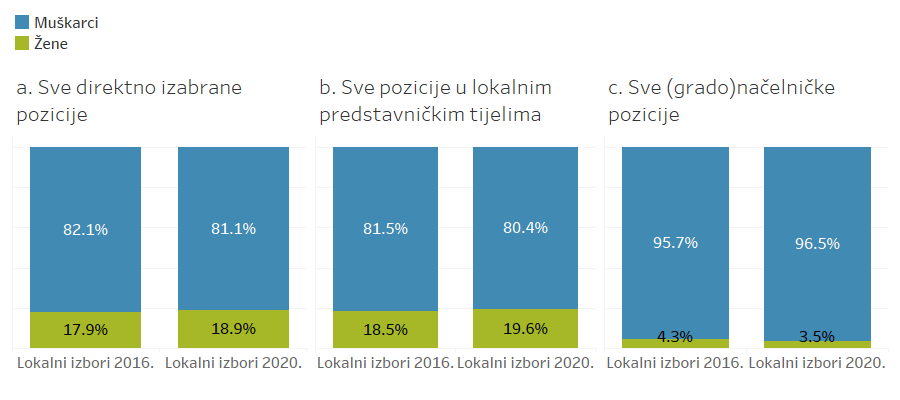 Muškarci
Žene
a. Sve direktno izabrane
pozicije
82.1%
81.1%
17.9%
18.9%
Lokalni izbori 2016.
Lokalni izbori 2020.
b. Sve pozicije u lokalnim
predstavničkim tijelima
81.5%
80.4%
18.5%
19.6%
Lokalni izbori 2016.
Lokalni izbori 2020.
c. Sve (grado)načelničke
pozicije
95.7%
96.5%
4.3%
3.5%
Lokalni izbori 2016.
Lokalni izbori 2020.